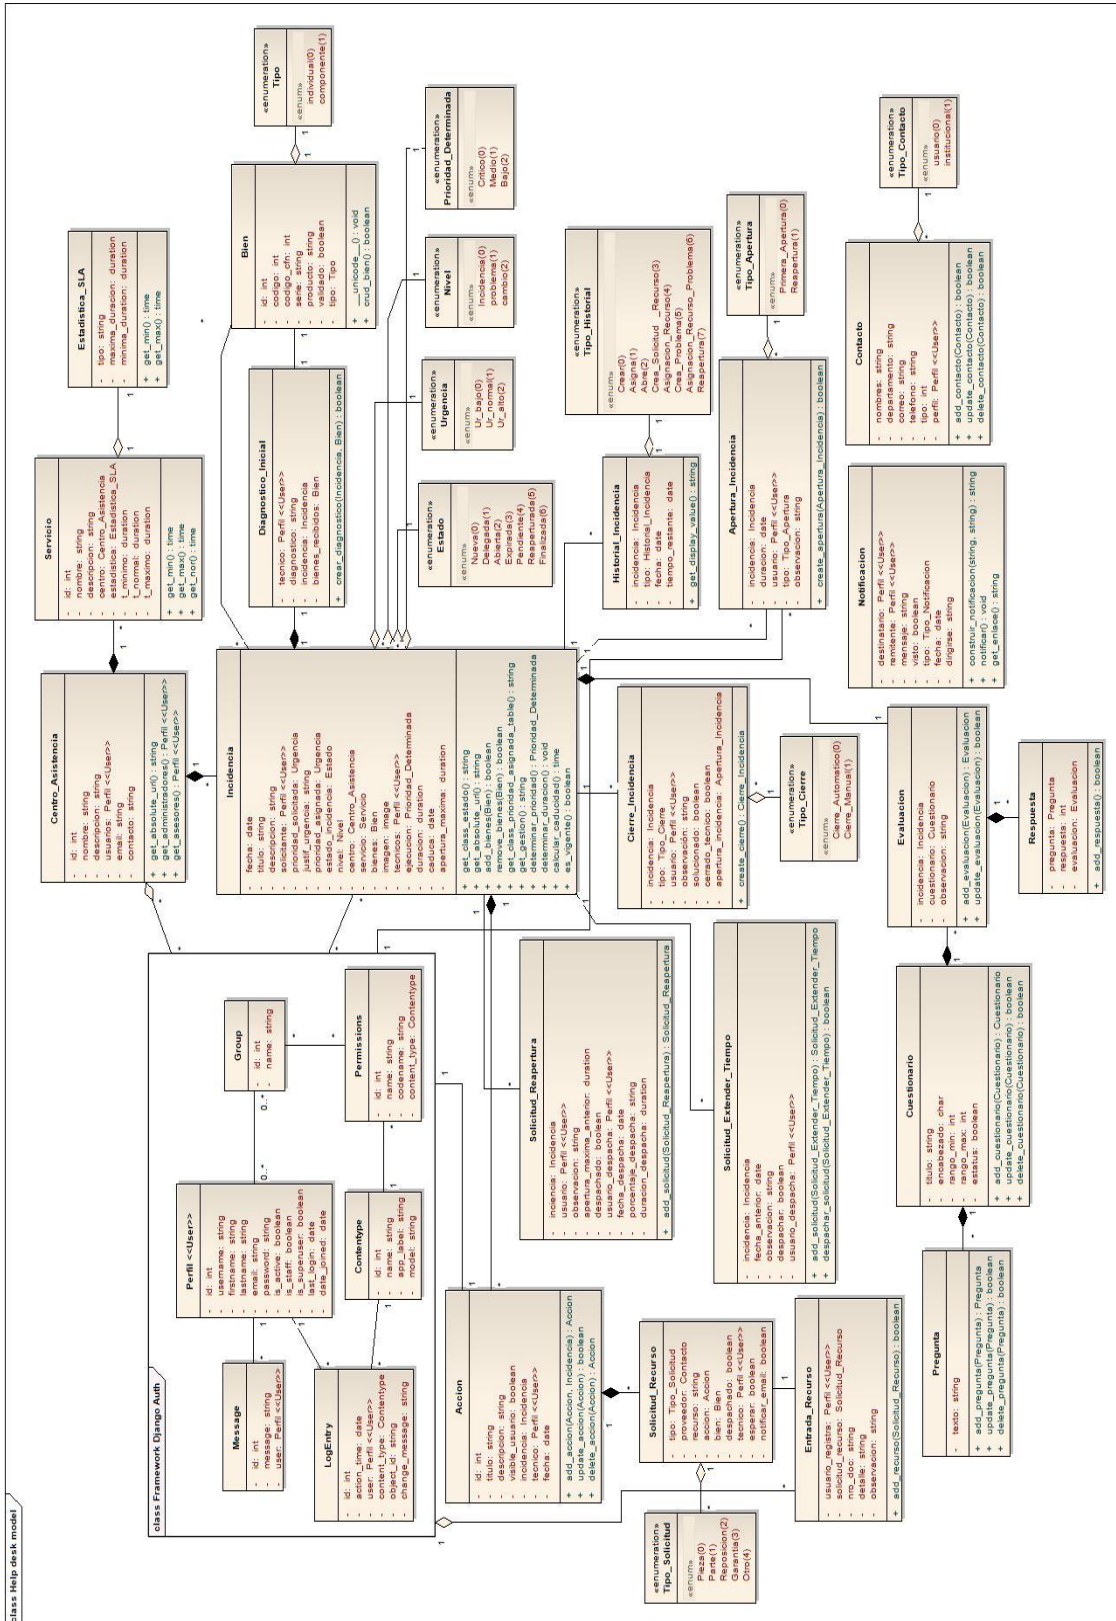 class Help desk model
class Framework Django Auth
Message
- id: int
- message: string
- user: Perfil <<User>>
Perfil <<User>>
- id: int
- username: string
- firstname: string
- lastname: string
- email: string
- password: string
- is_active: boolean
- is_staff: boolean
- is_superuser: boolean
- last_login: date
- date_joined: date
Group
- id: int
- name: string
LogEntry
- id: int
- action_time: date
- user: Perfil <<User>>
- content_type: Contentype
- object_id: string
- change_message: string
Contentype
- id: int
- name: string
- app_label: string
- model: string
Permissions
- id: int
- name: string
- codename: string
- content_type: Contentype
Centro_Asistencia
- id: int
- nombre: string
- descripcion: string
- usuarios: Perfil <<User>>
- email: string
- contacto: string
+ get_absolute_url() : string
+ get_administradores() : Perfil <<User>>
+ get_asesores() : Perfil <<User>>
Servicio
- id: int
- nombre: string
- descripcion: string
- centro: Centro_Asistencia
- estadistica: Estadistica_SLA
- t_minimo: duration
- t_normal: duration
- t_maximo: duration
+ get_min() : time
+ get_max() : time
+ get_nor() : time
Estadistica_SLA
- tipo: string
- maxima_duracion: duration
- minima_duration: duration
+ get_min() : time
+ get_max() : time
Incidencia
- fecha: date
- titulo: string
- descripcion: string
- solicitante: Perfil <<User>>
- prioridad_solicitada: Urgencia
- justif_urgencia: string
- prioridad_asignada: Urgencia
- estado_incidencia: Estado
- nivel: Nivel
- centro: Centro_Asistencia
- servicio: Servicio
- bienes: Bien
- imagen: image
- tecnicos: Perfil <<User>>
- ejecucion: Prioridad_Determinada
- duracion: duration
- caduca: date
- apertura_maxima: duration
+ get_class_estado() : string
+ get_absolute_url() : string
+ add_bienes(Bien) : boolean
+ remove_bienes(Bien) : boolean
+ get_class_prioridad_asignada_table() : string
+ get_gestion() : string
+ determinar_prioridad() : Prioridad_Determinada
+ determinar_duracion() : void
+ calcular_caducidad() : time
+ es_vigente() : boolean
Diagnostico_Inicial
- tecnico: Perfil <<User>>
- diagnostico: string
- incidencia: Incidencia
- bienes_recibidos: Bien
+ crear_diagnostico(Incidencia, Bien) : boolean
Bien
- id: int
- codigo: int
- codigo_cfn: int
- serie: string
- producto: string
- validado: boolean
- tipo: Tipo
+ __unicode__() : void
+ crud_bien() : boolean
«enumeration»
Tipo
«enum»
individual(0)
componente(1)
«enumeration»
Estado
«enum»
Nueva(0)
Delegada(1)
Abierta(2)
Expirada(3)
Pendiente(4)
Reaperturada(5)
Finalizada(6)
«enumeration»
Urgencia
«enum»
Ur_bajo(0)
Ur_normal(1)
Ur_alto(2)
«enumeration»
Nivel
«enum»
Incidencia(0)
problema(1)
cambio(2)
«enumeration»
Prioridad_Determinada
«enum»
Critico(0)
Medio(1)
Bajo(2)
Historial_Incidencia
- incidencia: Incidencia
- tipo: Historial_Incidencia
- fecha: date
- tiempo_restante: date
+ get_display_value() : string
«enumeration»
Tipo_Historial
«enum»
Crear(0)
Asigna(1)
Abre(2)
Crea_Solicitud _Recurso(3)
Asignacion_Recurso(4)
Crea_Problema(5)
Asignacion_Recurso_Problema(6)
Reapertura(7)
Apertura_Incidencia
- incidencia: Incidencia
- duracion: date
- usuario: Perfil <<User>>
- tipo: Tipo_Apertura
- observacion: string
+ create_apertura(Apertura_Incidencia) : boolean
«enumeration»
Tipo_Apertura
«enum»
Primera_Apertura(0)
Reapertura(1)
Cierre_Incidencia
- incidencia: Incidencia
- tipo: Tipo_Cierre
- usuario: Perfil <<User>>
- observación: string
- solucionado: boolean
- cerrado_tecnico: boolean
- apertura_incidencia: Apertura_Incidencia
+ create_cierre() : Cierre_Incidencia
«enumeration»
Tipo_Cierre
«enum»
Cierre_Automatico(0)
Cierre_Manual(1)
Solicitud_Reapertura
- incidencia: Incidencia
- usuario: Perfil <<User>>
- observacion: string
- apertura_maxima_anterior: duration
- despachado: boolean
- usuario_despacha: Perfil <<User>>
- fecha_despacha: date
- porcentaje_despacha: string
- duracion_despacha: duration
+ add_solicitud(Solicitud_Reapertura) : Solicitud_Reapertura
Solicitud_Extender_Tiempo
- incidencia: Incidencia
- fecha_anterior: date
- observacion: string
- despachar: boolean
- usuario_despacha: Perfil <<User>>
+ add_solicitud(Solicitud_Extender_Tiempo) : Solicitud_Extender_Tiempo
+ despachar_solicitud(Solicitud_Extender_Tiempo) : boolean
Accion
- id: int
- titulo: string
- descripcion: string
- visible_usuario: boolean
- incidencia: Incidencia
- tecnico: Perfil <<User>>
- fecha: date
+ add_accion(Accion, Incidencia) : Accion
+ update_accion(Accion) : boolean
+ delete_accion(Accion) : Accion
Solicitud_Recurso
- tipo: Tipo_Solicitud
- proveedor: Contacto
- recurso: string
- accion: Accion
- bien: Bien
- despachado: boolean
- tecnico: Perfil <<User>>
- esperar: boolean
- notificar_email: boolean
«enumeration»
Tipo_Solicitud
«enum»
Pieza(0)
Parte(1)
Reposicion(2)
Garantia(3)
Otro(4)
Entrada_Recurso
- usuario_registra: Perfil <<User>>
- solicitud_recurso: Solicitud_Recurso
- nro_doc: string
- detalle: string
- observacion: string
+ add_recurso(Solicitud_Recurso) : boolean
Notificacion
- destinatario: Perfil <<User>>
- remitente: Perfil <<User>>
- mensaje: string
- visto: boolean
- tipo: Tipo_Notificacion
- fecha: date
- dirigirse: string
+ construir_notificacion(string, string) : string
+ notificar() : void
+ get_enlace() : string
Contacto
- nombres: string
- departamento: string
- correo: string
- telefono: string
- tipo: int
- perfil: Perfil <<User>>
+ add_contacto(Contacto) : boolean
+ update_contacto(Contacto) : boolean
+ delete_contacto(Contacto) : boolean
«enumeration»
Tipo_Contacto
«enum»
usuario(0)
institucional(1)
Evaluacion
- incidencia: Incidencia
- cuestionario: Cuestionario
- observacion: string
+ add_evaluacion(Evaluacion) : Evaluacion
+ update_evaluacion(Evaluacion) : boolean
Respuesta
- pregunta: Pregunta
- respuesta: int
- evaluacion: Evaluacion
+ add_respuesta() : boolean
Cuestionario
- titulo: string
- encabezado: char
- rango_min: int
- rango_max: int
- estatus: boolean
+ add_cuestionario(Cuestionario) : Cuestionario
+ update_cuestionario(Cuestionario) : boolean
+ delete_cuestionario(Cuestionario) : boolean
Pregunta
- texto: string
+ add_pregunta(Pregunta) : Pregunta
+ update_pregunta(Pregunta) : boolean
+ delete_pregunta(Pregunta) : boolean